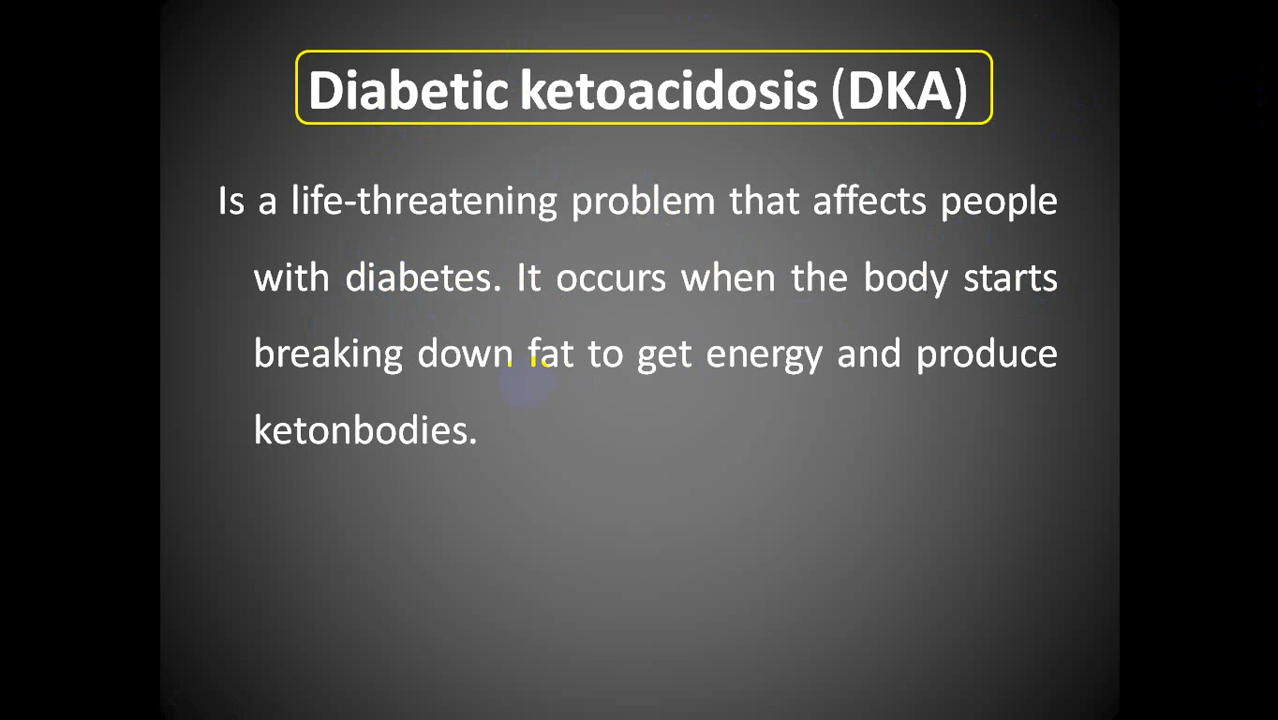 Diabetic ketoacidosis (DKA)
Is a life-threatening problem that affects people
with diabetes. It occurs when the body starts
breaking down fat to get energy and produce
ketonbodies.